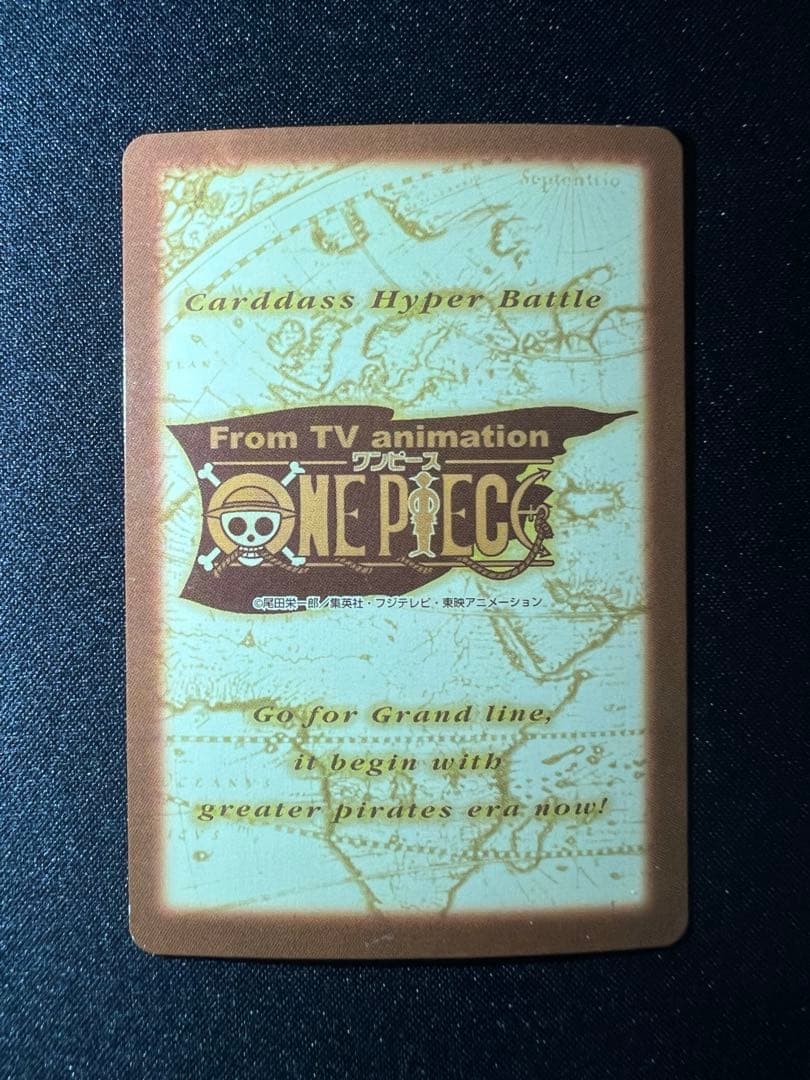 Septentrio
Carddass Hyper Battle
From TV animation
ワンピース
ONE PIECE
©尾田栄一郎／集英社・フジテレビ・東映アニメーション
Go for Grand line,
it begin with
greater pirates era now!